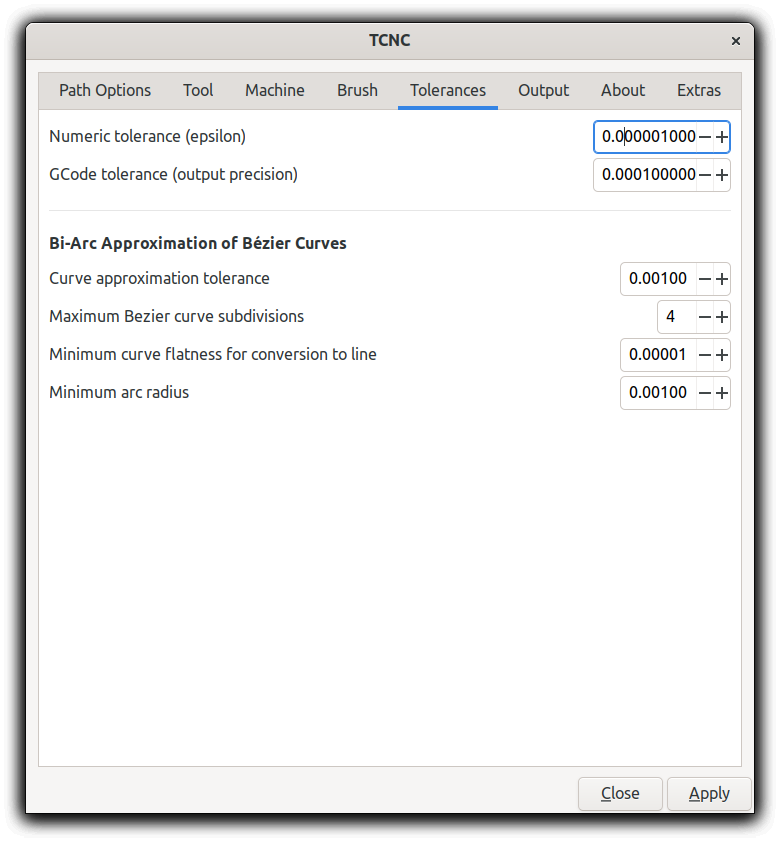 TCNC
Path Options Tool Machine Brush Tolerances Output About Extras
Numeric tolerance (epsilon) 0.000001000
GCode tolerance (output precision) 0.000100000
Bi-Arc Approximation of Bézier Curves
Curve approximation tolerance 0.00100
Maximum Bezier curve subdivisions 4
Minimum curve flatness for conversion to line 0.00001
Minimum arc radius 0.00100
Close Apply